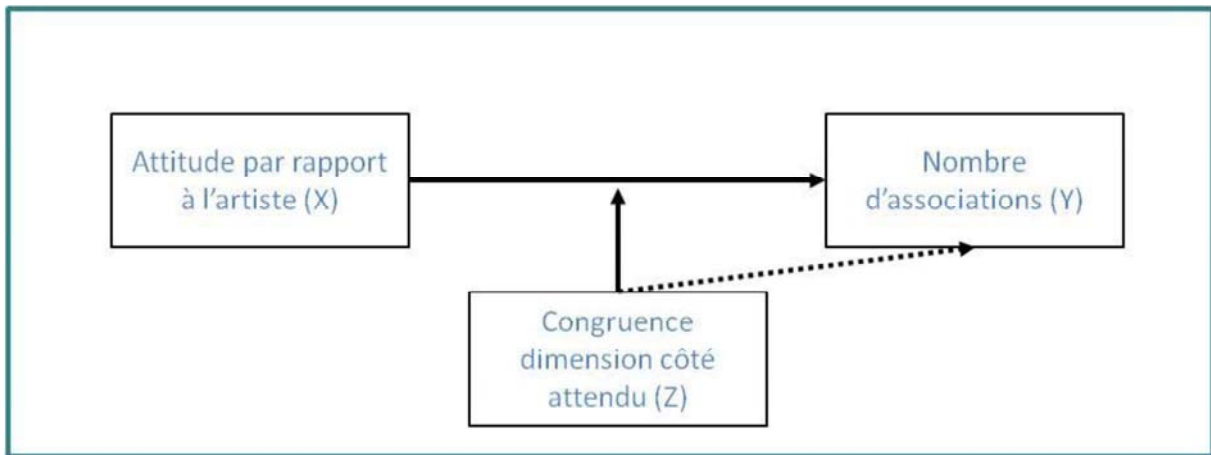 Attitude par rapport
à l'artiste (X)
Nombre
d'associations (Y)
Congruence
dimension côté
attendu (Z)